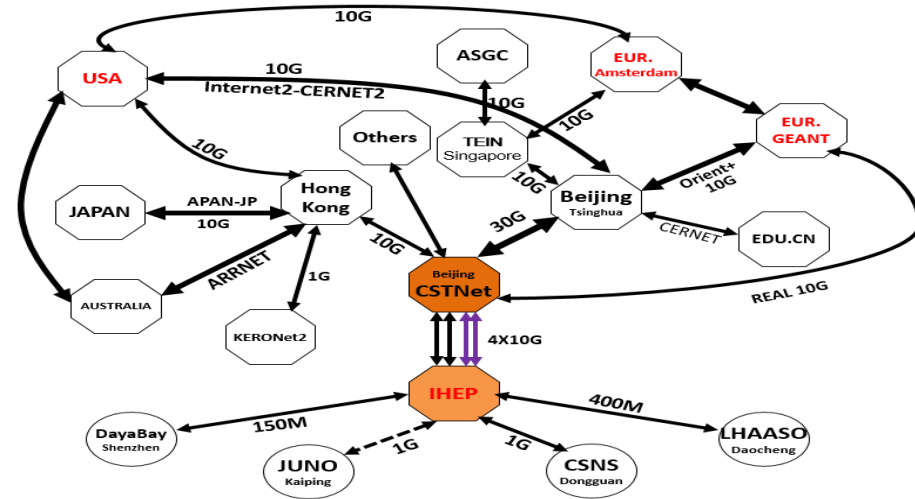 10G
USA
ASGC
EUR.
Amsterdam
10G
Internet2-CERNET2
10G
Others
TEIN
Singapore
10G
EUR.
GEANT
10G
10G
Orient+
10G
Hong
Kong
Beijing
Tsinghua
JAPAN
APAN-JP
10G
30G
CERNET
EDU.CN
10G
ARRNET
1G
AUSTRALIA
Beijing
CSTNet
REAL 10G
KERONet2
4X10G
IHEP
150M
400M
DayaBay
Shenzhen
1G
1G
LHAASO
Daocheng
JUNO
Kaiping
CSNS
Dongguan